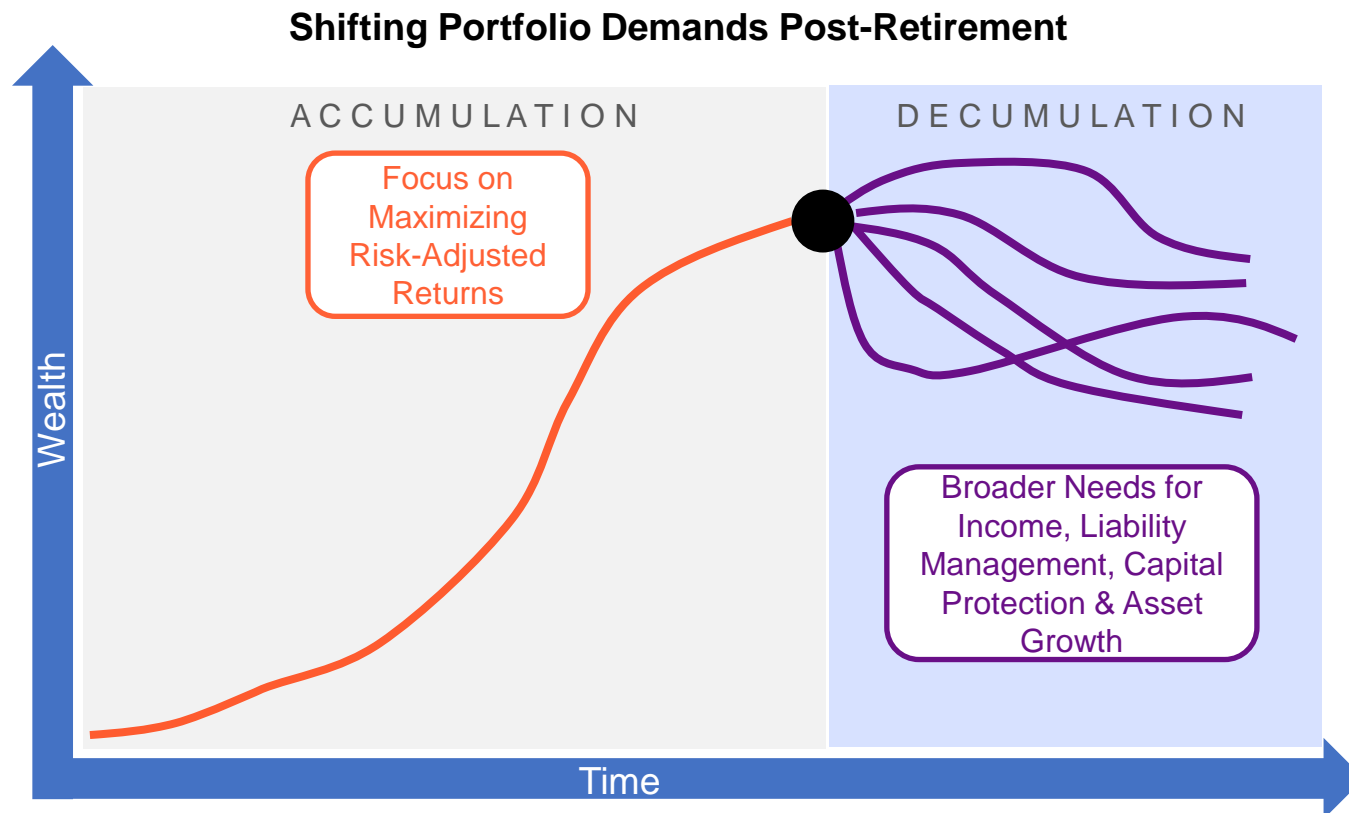 Shifting Portfolio Demands Post-Retirement
ACCUMULATION
DECUMULATION
Focus on
Maximizing
Risk-Adjusted
Returns
Wealth
Broader Needs for
Income, Liability
Management, Capital
Protection & Asset
Growth
Time